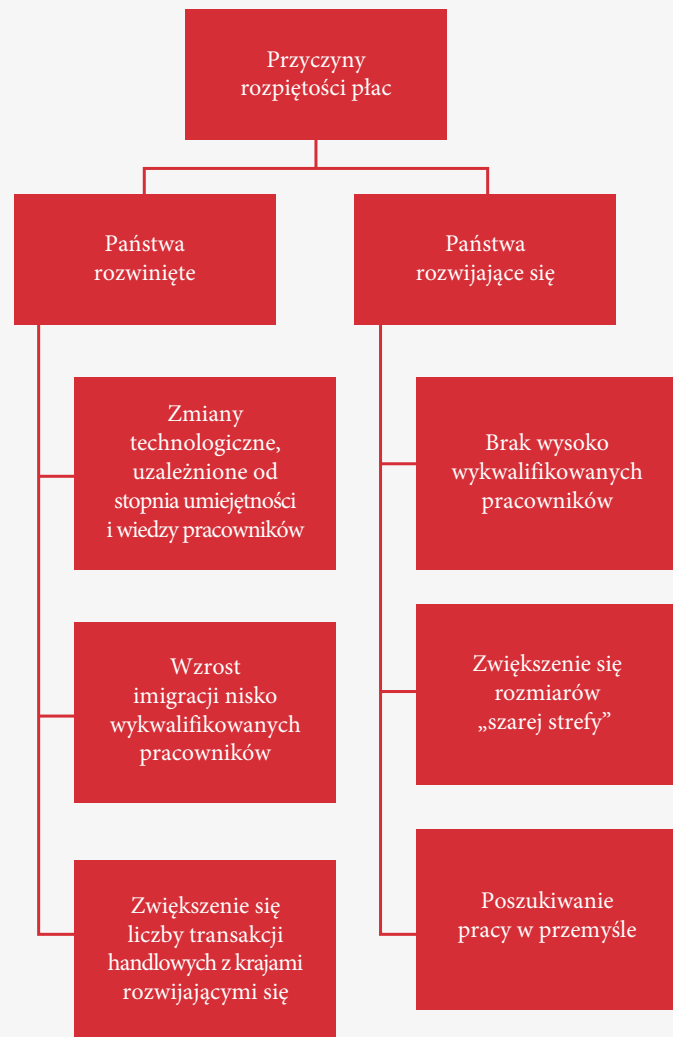 Przyczyny
rozpiętości płac
Państwa
rozwinięte
Państwa
rozwijające się
Zmiany
technologiczne,
uzależnione od
stopnia umiejętności
i wiedzy pracowników
Wzrost
imigracji nisko
wykwalifikowanych
pracowników
Zwiększenie się
liczby transakcji
handlowych z krajami
rozwijającymi się
Brak wysoko
wykwalifikowanych
pracowników
Zwiększenie się
rozmiarów
„szarej strefy”
Poszukiwanie
pracy w przemyśle